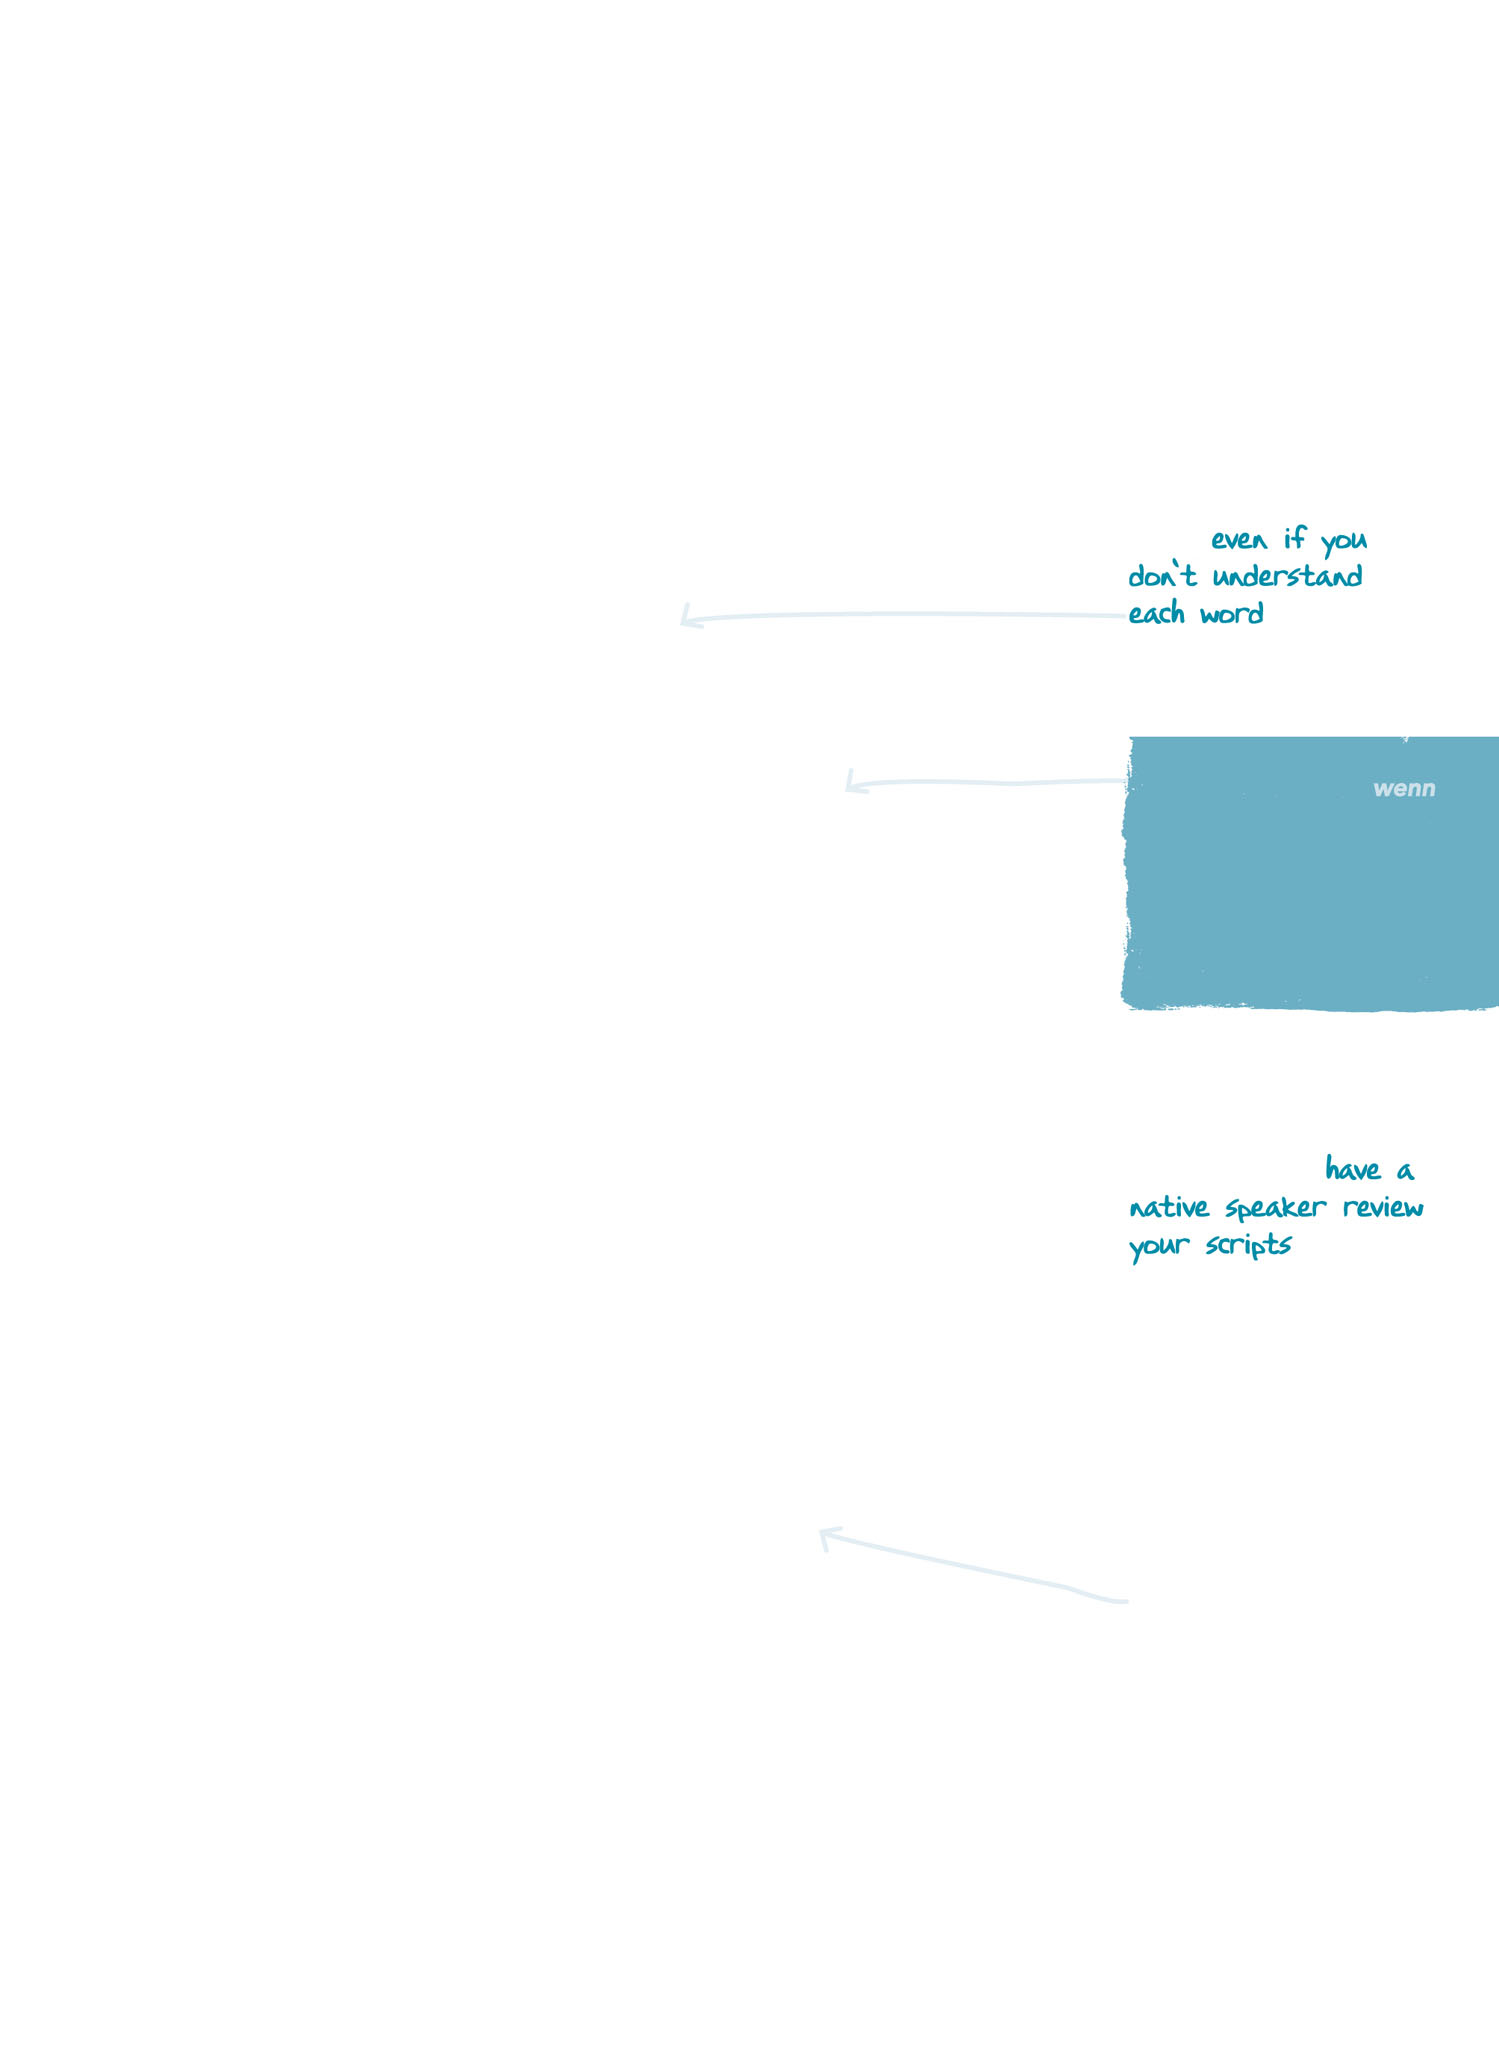 even if you
don't understand
each word
wenn
have a
native speaker review
your scripts